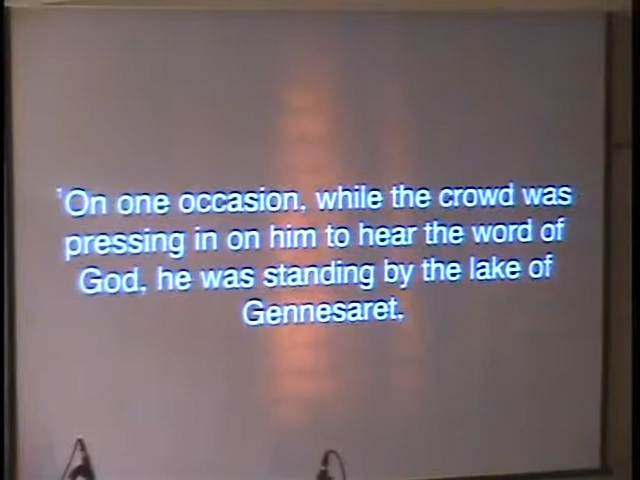 ¹On one occasion, while the crowd was
pressing in on him to hear the word of
God, he was standing by the lake of
Gennesaret,